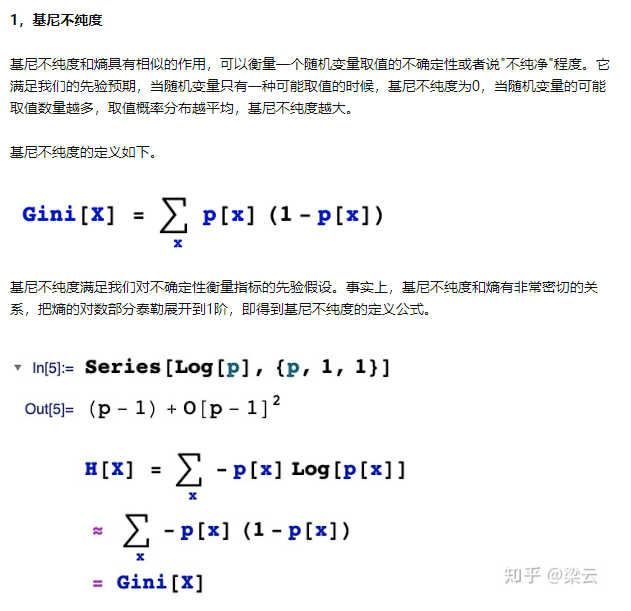 1，基尼不纯度
基尼不纯度和熵具有相似的作用，可以衡量一个随机变量取值的不确定性或者说"不纯净"程度。它
满足我们的先验预期，当随机变量只有一种可能取值的时候，基尼不纯度为0，当随机变量的可能
取值数量越多，取值概率分布越平均，基尼不纯度越大。
基尼不纯度的定义如下。
Gini[X] = ∑ p[x] (1 - p[x])
x
基尼不纯度满足我们对不确定性衡量指标的先验假设。事实上，基尼不纯度和熵有非常密切的关
系，把熵的对数部分泰勒展开到1阶，即得到基尼不纯度的定义公式。
▼ In[5]:= Series[Log[p], {p, 1, 1}]
Out[5]= (p - 1) + O[p - 1]²
H[X] = ∑ - p[x] Log[p[x]]
x
≈ ∑ - p[x] (1 - p[x])
x
= Gini[X]
知乎 @梁云